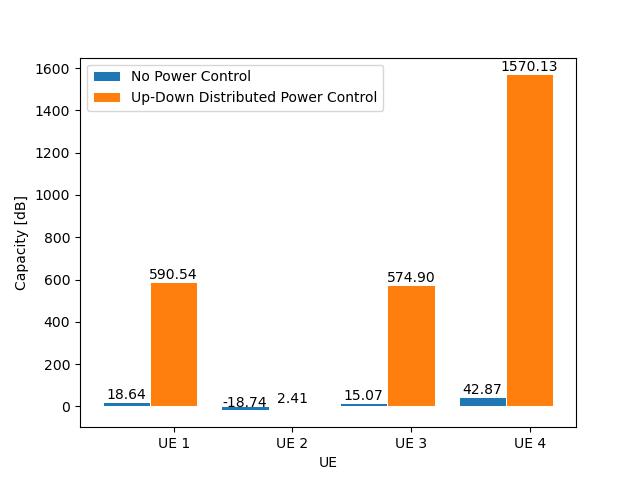 No Power Control
Up-Down Distributed Power Control
1600
1400
1200
1000
800
600
400
200
0
Capacity [dB]
18.64
590.54
-18.74
2.41
15.07
574.90
42.87
1570.13
UE 1
UE 2
UE 3
UE 4
UE